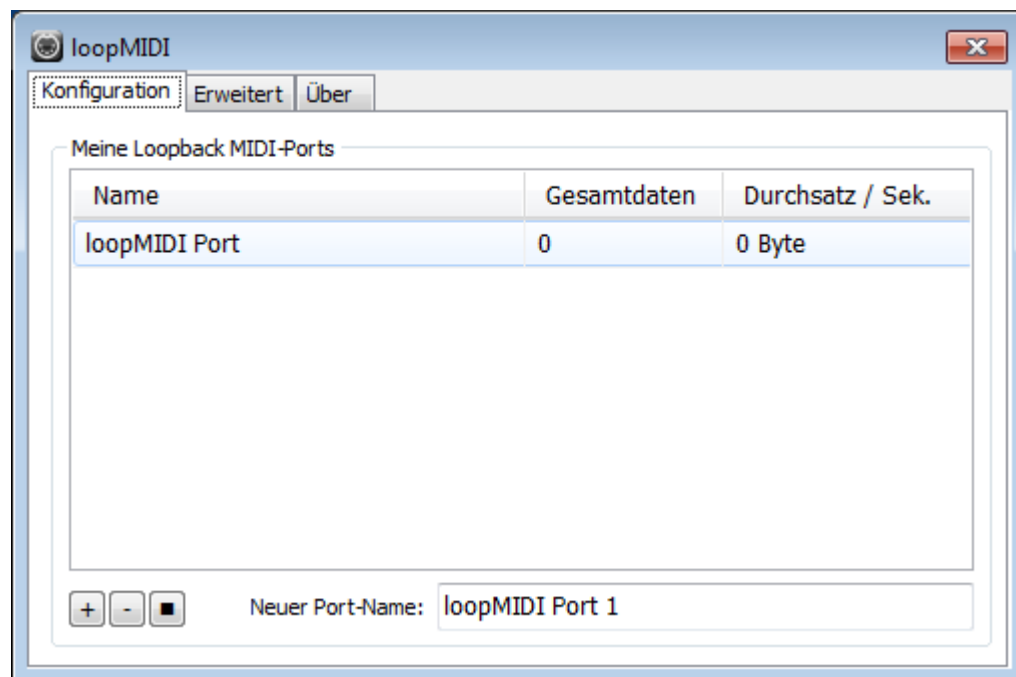 loopMIDI
Konfiguration Erweitert Über
Meine Loopback MIDI-Ports
Name Gesamtdaten Durchsatz / Sek.
loopMIDI Port 0 0 Byte
+ - ■ Neuer Port-Name: loopMIDI Port 1